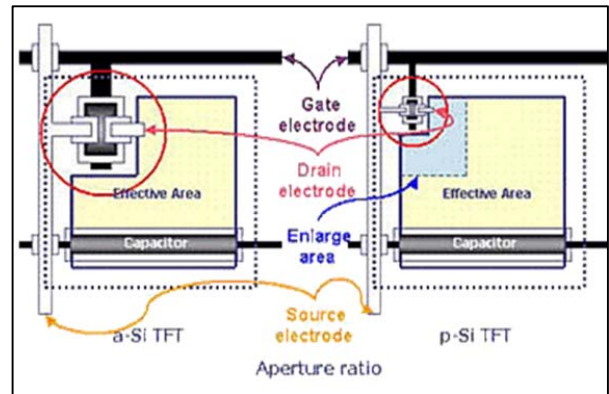 Gate
electrode
Drain
electrode
Effective Area
Effective Area
Enlarge
area
Capacitor
Capacitor
Source
electrode
a-Si TFT
p-Si TFT
Aperture ratio